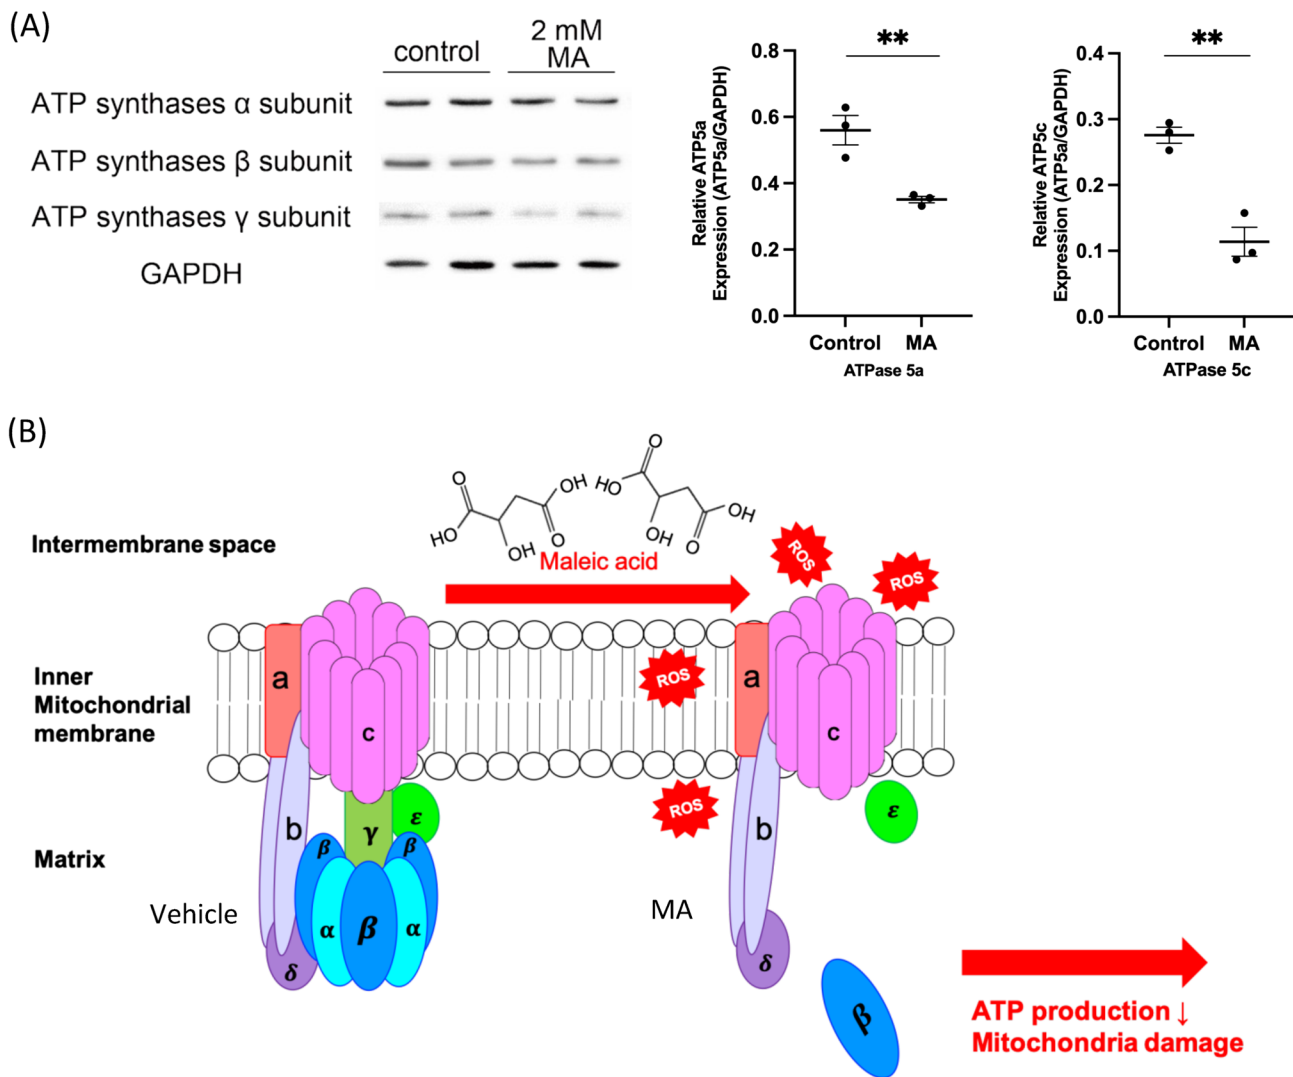 (A)
control
2 mM
MA
ATP synthases α subunit
ATP synthases β subunit
ATP synthases γ subunit
GAPDH
Relative ATP5a
Expression (ATP5a/GAPDH)
0.8
0.6
0.4
0.2
0.0
**
Control MA
ATPase 5a
Relative ATP5c
Expression (ATP5a/GAPDH)
0.4
0.3
0.2
0.1
0.0
**
Control MA
ATPase 5c
(B)
O
HO
OH
O
OH
HO
O
OH
O
OH
Maleic acid
Intermembrane space
ROS
ROS
Inner
Mitochondrial
membrane
a
c
ROS
a
c
ROS
Matrix
b
γ
ε
β
β
α
β
α
δ
Vehicle
b
ε
δ
β
MA
ATP production ↓
Mitochondria damage